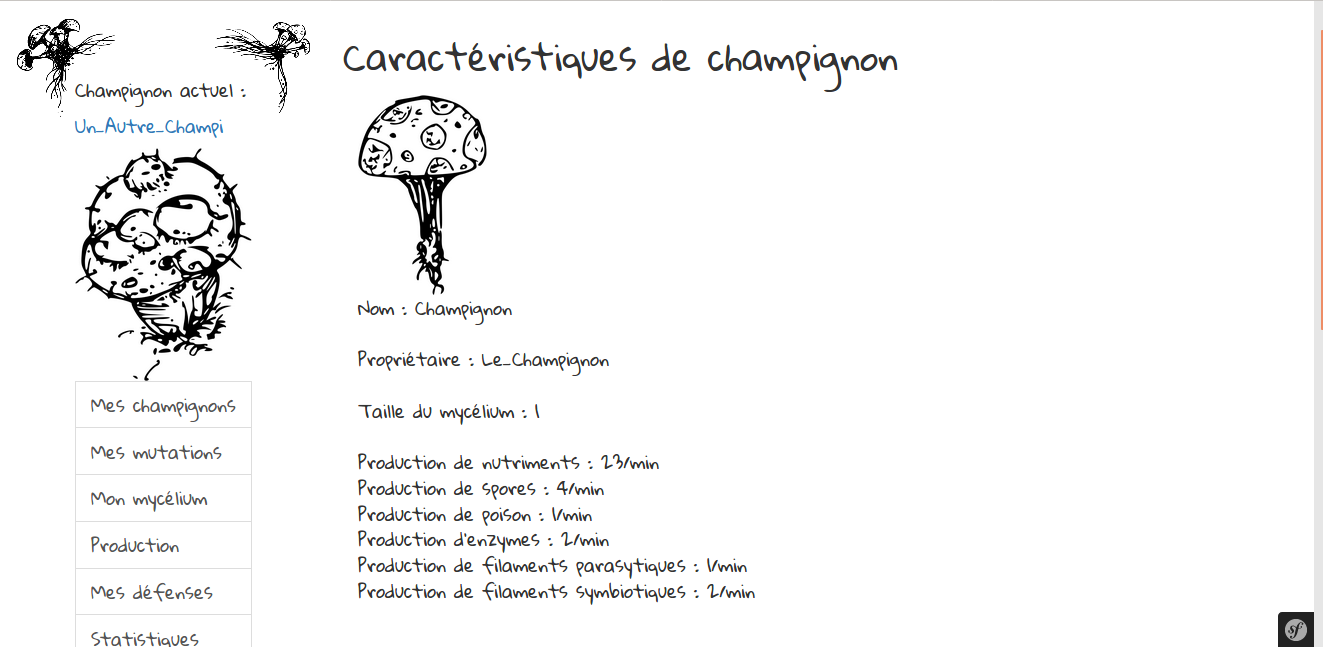 Champignon actuel :
Un_Autre_Champi
Mes champignons
Mes mutations
Mon mycélium
Production
Mes défenses
Statistiques
Caractéristiques de champignon
Nom : Champignon
Propriétaire : Le_Champignon
Taille du mycélium : 1
Production de nutriments : 23/min
Production de spores : 4/min
Production de poison : 1/min
Production d'enzymes : 2/min
Production de filaments parasytiques : 1/min
Production de filaments symbiotiques : 2/min
sf